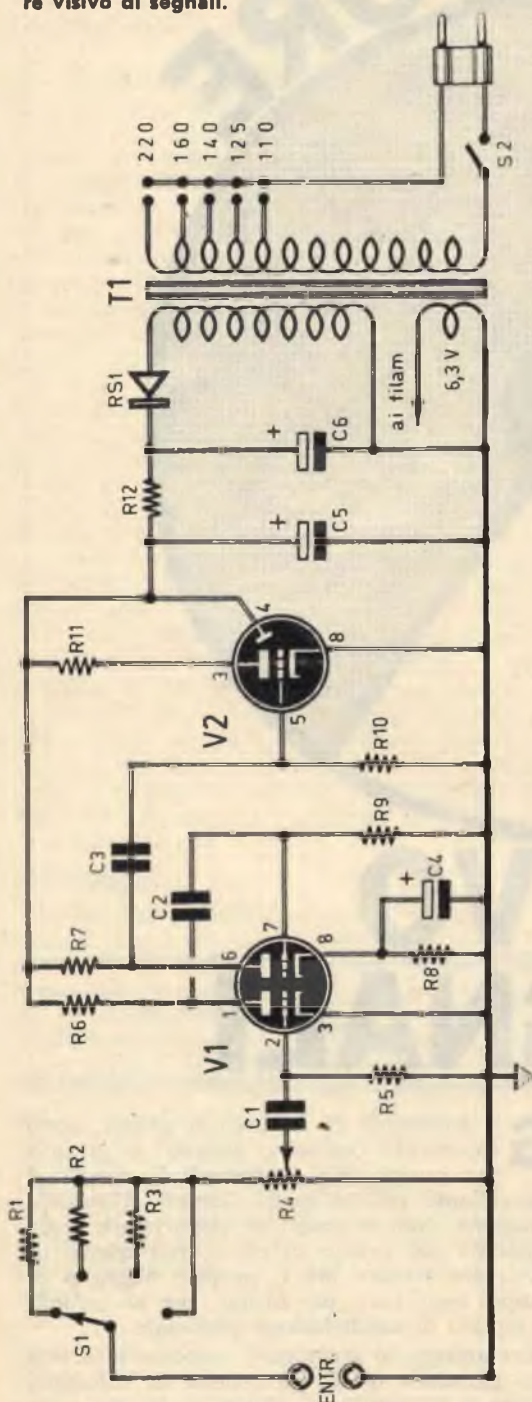 re visivo di segnali.
220
160
140
125
110
S2
T1
RS1
6,3 V
ai filam
+
C6
R12
+
C5
4
R11
3
V2
8
5
C3
R10
C2
R9
R7
6
7
+
C4
R6
1
8
R8
V1
3
2
C1
R5
R1
R2
R3
R4
S1
ENTR.